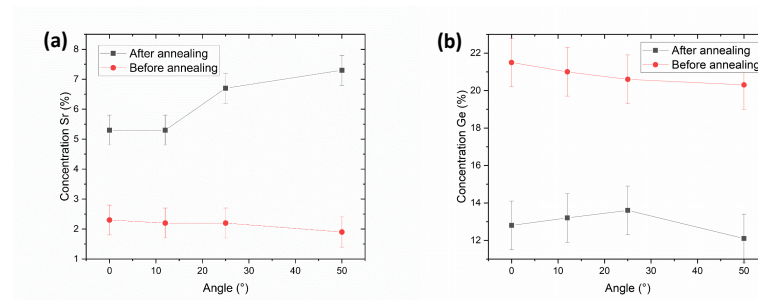 (a)
After annealing
Before annealing
Concentration Sr (%)
8
7
6
5
4
3
2
1
0 10 20 30 40 50
Angle (°)
(b)
After annealing
Before annealing
Concentration Ge (%)
22
20
18
16
14
12
0 10 20 30 40 50
Angle (°)